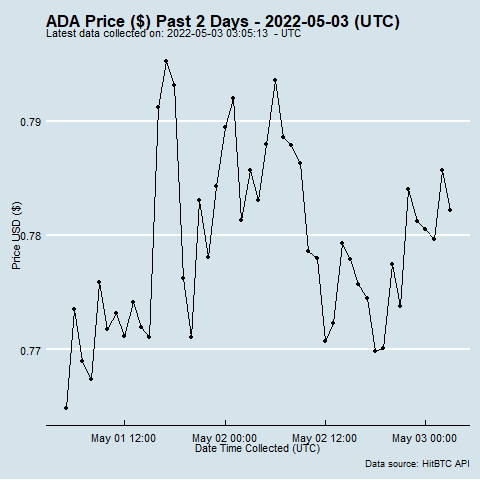 ADA Price ($) Past 2 Days - 2022-05-03 (UTC)
Latest data collected on: 2022-05-03 03:05:13 - UTC
0.79
0.78
0.77
Price USD ($)
May 01 12:00
May 02 00:00
May 02 12:00
May 03 00:00
Date Time Collected (UTC)
Data source: HitBTC API